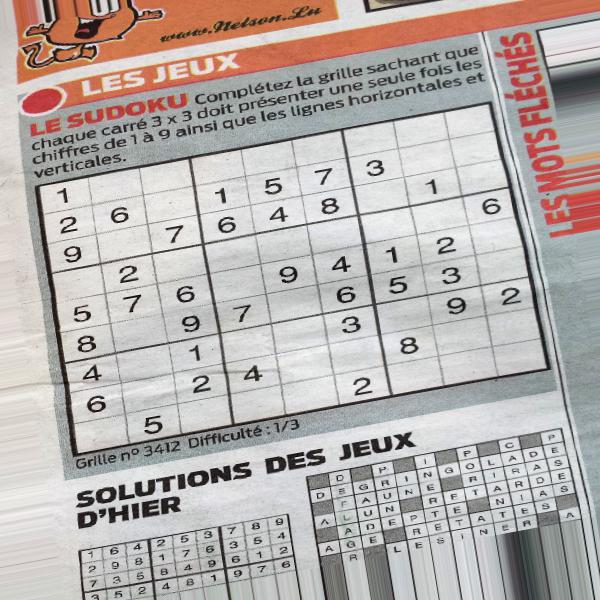 www.Nelson.Lu
LES JEUX
LE SUDOKU Complétez la grille sachant que
chaque carré 3 x 3 doit présenter une seule fois les
chiffres de 1 à 9 ainsi que les lignes horizontales et
verticales.
LES MOTS FLÉCHÉS
1
2 6 1 5 7 3
9 7 6 4 8 1
2 6
5 7 6 9 4 1 2
8 9 7 6 5 3
4 1 3 9 2
6 2 4 8
5 2
Grille n° 3412 Difficulté : 1/3
SOLUTIONS DES JEUX
D'HIER
1 6 4 2 5 3 7 8 9
2 9 8 1 7 6 3 5 4
7 3 5 8 4 9 6 1 2
3 5 2 4 8 1 9 7 6